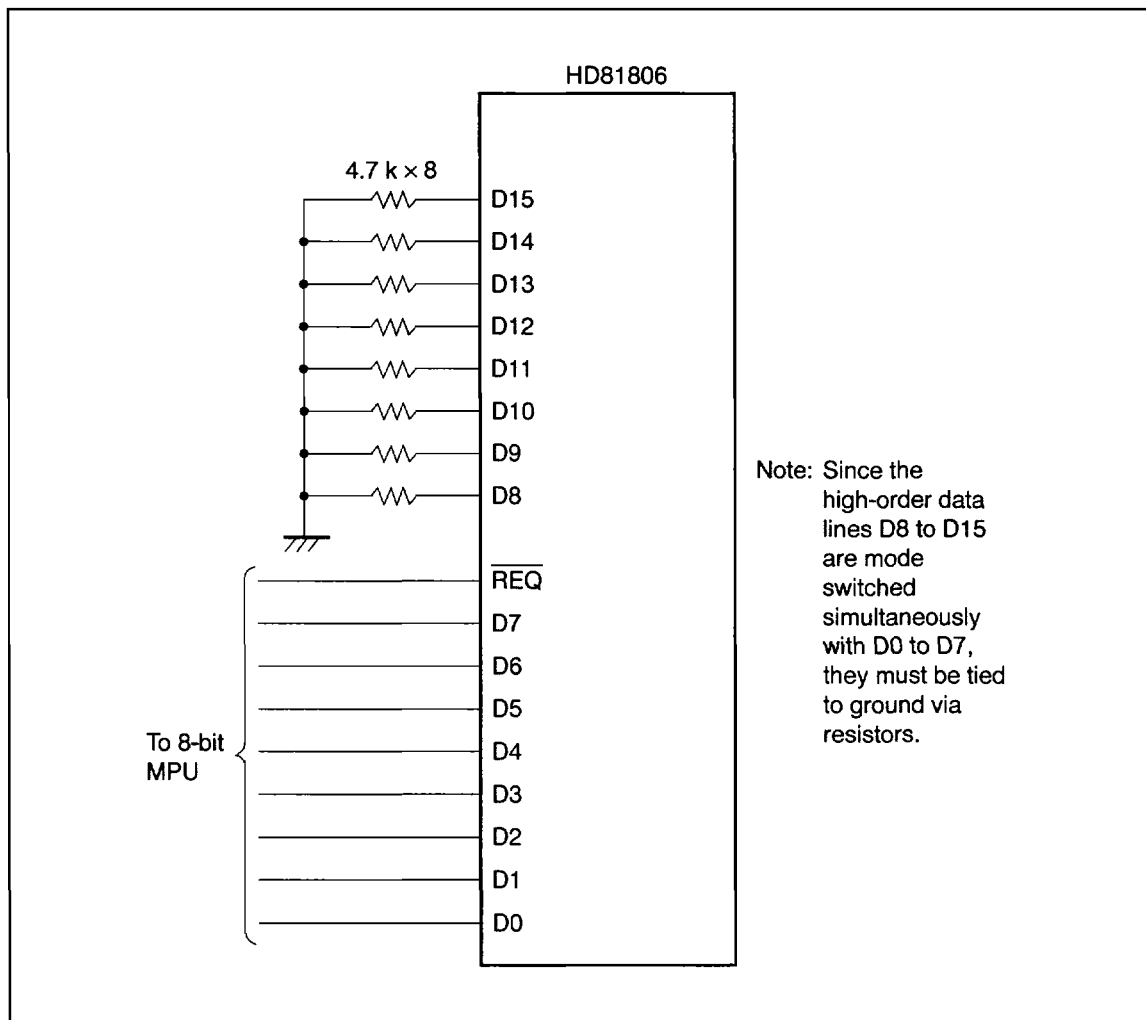 HD81806
4.7 k × 8
D15
D14
D13
D12
D11
D10
D9
D8
REQ
D7
D6
D5
D4
D3
D2
D1
D0
To 8-bit
MPU
Note: Since the
high-order data
lines D8 to D15
are mode
switched
simultaneously
with D0 to D7,
they must be tied
to ground via
resistors.